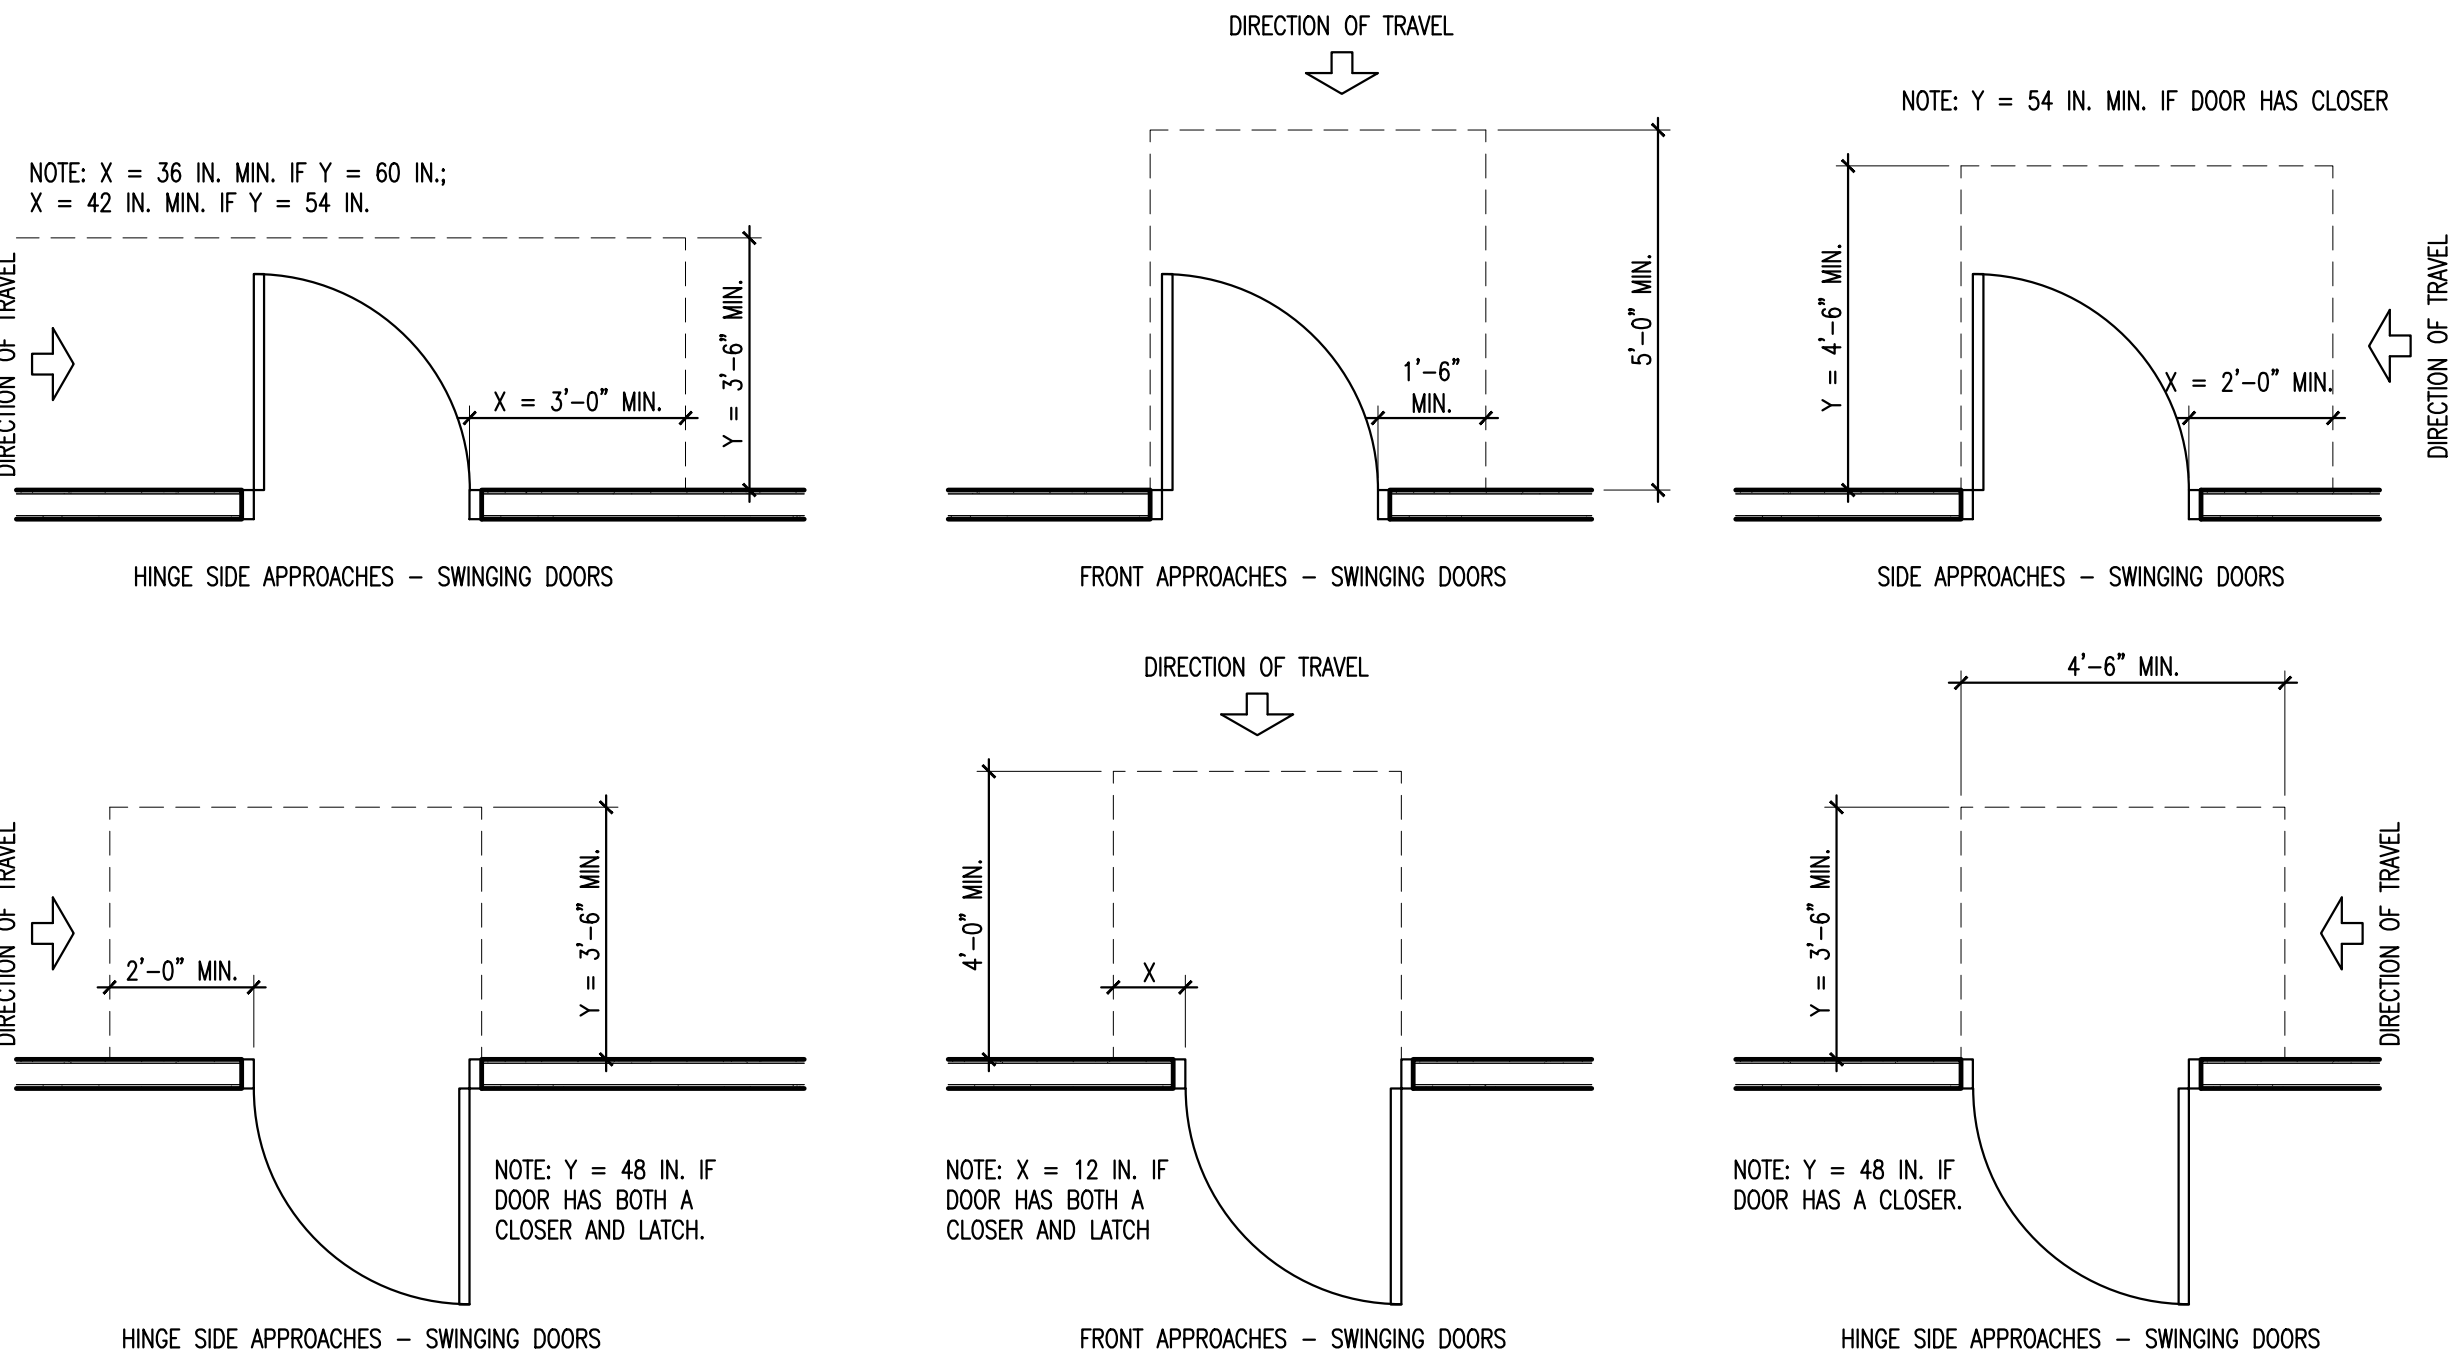 DIRECTION OF TRAVEL
NOTE: X = 36 IN. MIN. IF Y = 60 IN.;
X = 42 IN. MIN. IF Y = 54 IN.
DIRECTION OF TRAVEL
X = 3'-0" MIN.
Y = 3'-6" MIN.
HINGE SIDE APPROACHES - SWINGING DOORS
1'-6"
MIN.
5'-0" MIN.
FRONT APPROACHES - SWINGING DOORS
NOTE: Y = 54 IN. MIN. IF DOOR HAS CLOSER
Y = 4'-6" MIN.
X = 2'-0" MIN.
DIRECTION OF TRAVEL
SIDE APPROACHES - SWINGING DOORS
DIRECTION OF TRAVEL
2'-0" MIN.
Y = 3'-6" MIN.
NOTE: Y = 48 IN. IF
DOOR HAS BOTH A
CLOSER AND LATCH.
HINGE SIDE APPROACHES - SWINGING DOORS
DIRECTION OF TRAVEL
4'-0" MIN.
X
NOTE: X = 12 IN. IF
DOOR HAS BOTH A
CLOSER AND LATCH
FRONT APPROACHES - SWINGING DOORS
4'-6" MIN.
Y = 3'-6" MIN.
DIRECTION OF TRAVEL
NOTE: Y = 48 IN. IF
DOOR HAS A CLOSER.
HINGE SIDE APPROACHES - SWINGING DOORS